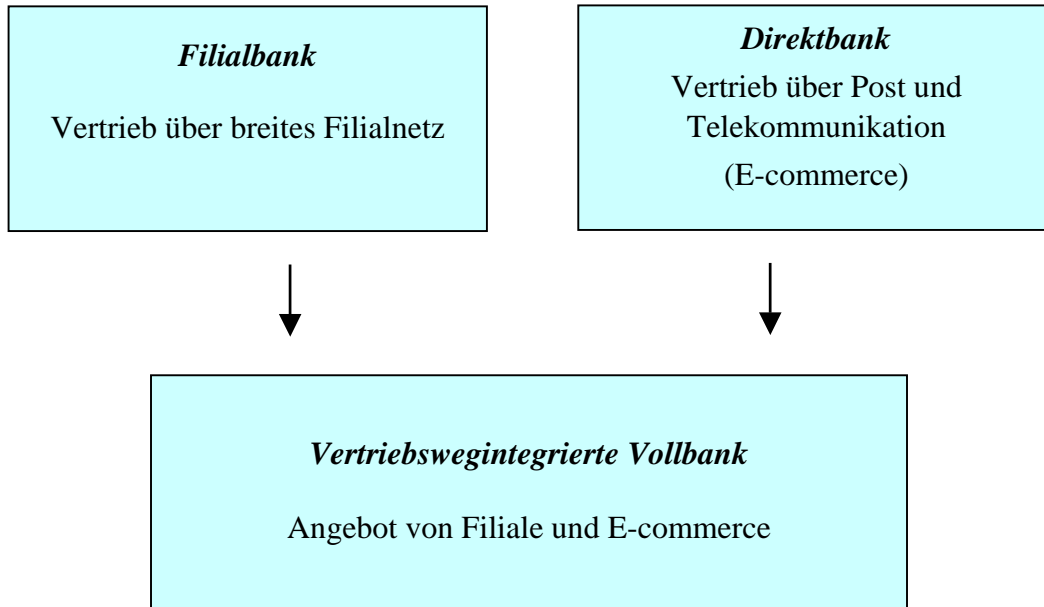 Filialbank
Vertrieb über breites Filialnetz
Direktbank
Vertrieb über Post und
Telekommunikation
(E-commerce)
Vertriebswegintegrierte Vollbank
Angebot von Filiale und E-commerce